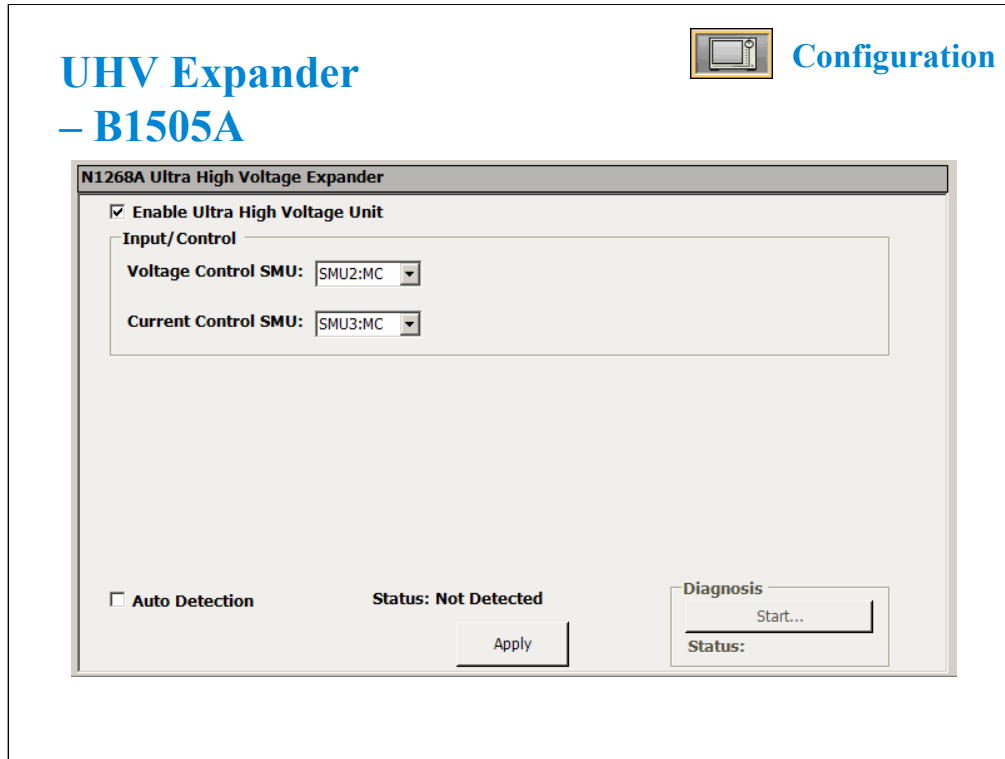 UHV Expander
– B1505A
Configuration
N1268A Ultra High Voltage Expander
Enable Ultra High Voltage Unit
Input/Control
Voltage Control SMU: SMU2:MC
Current Control SMU: SMU3:MC
Auto Detection
Status: Not Detected
Apply
Diagnosis
Start...
Status: